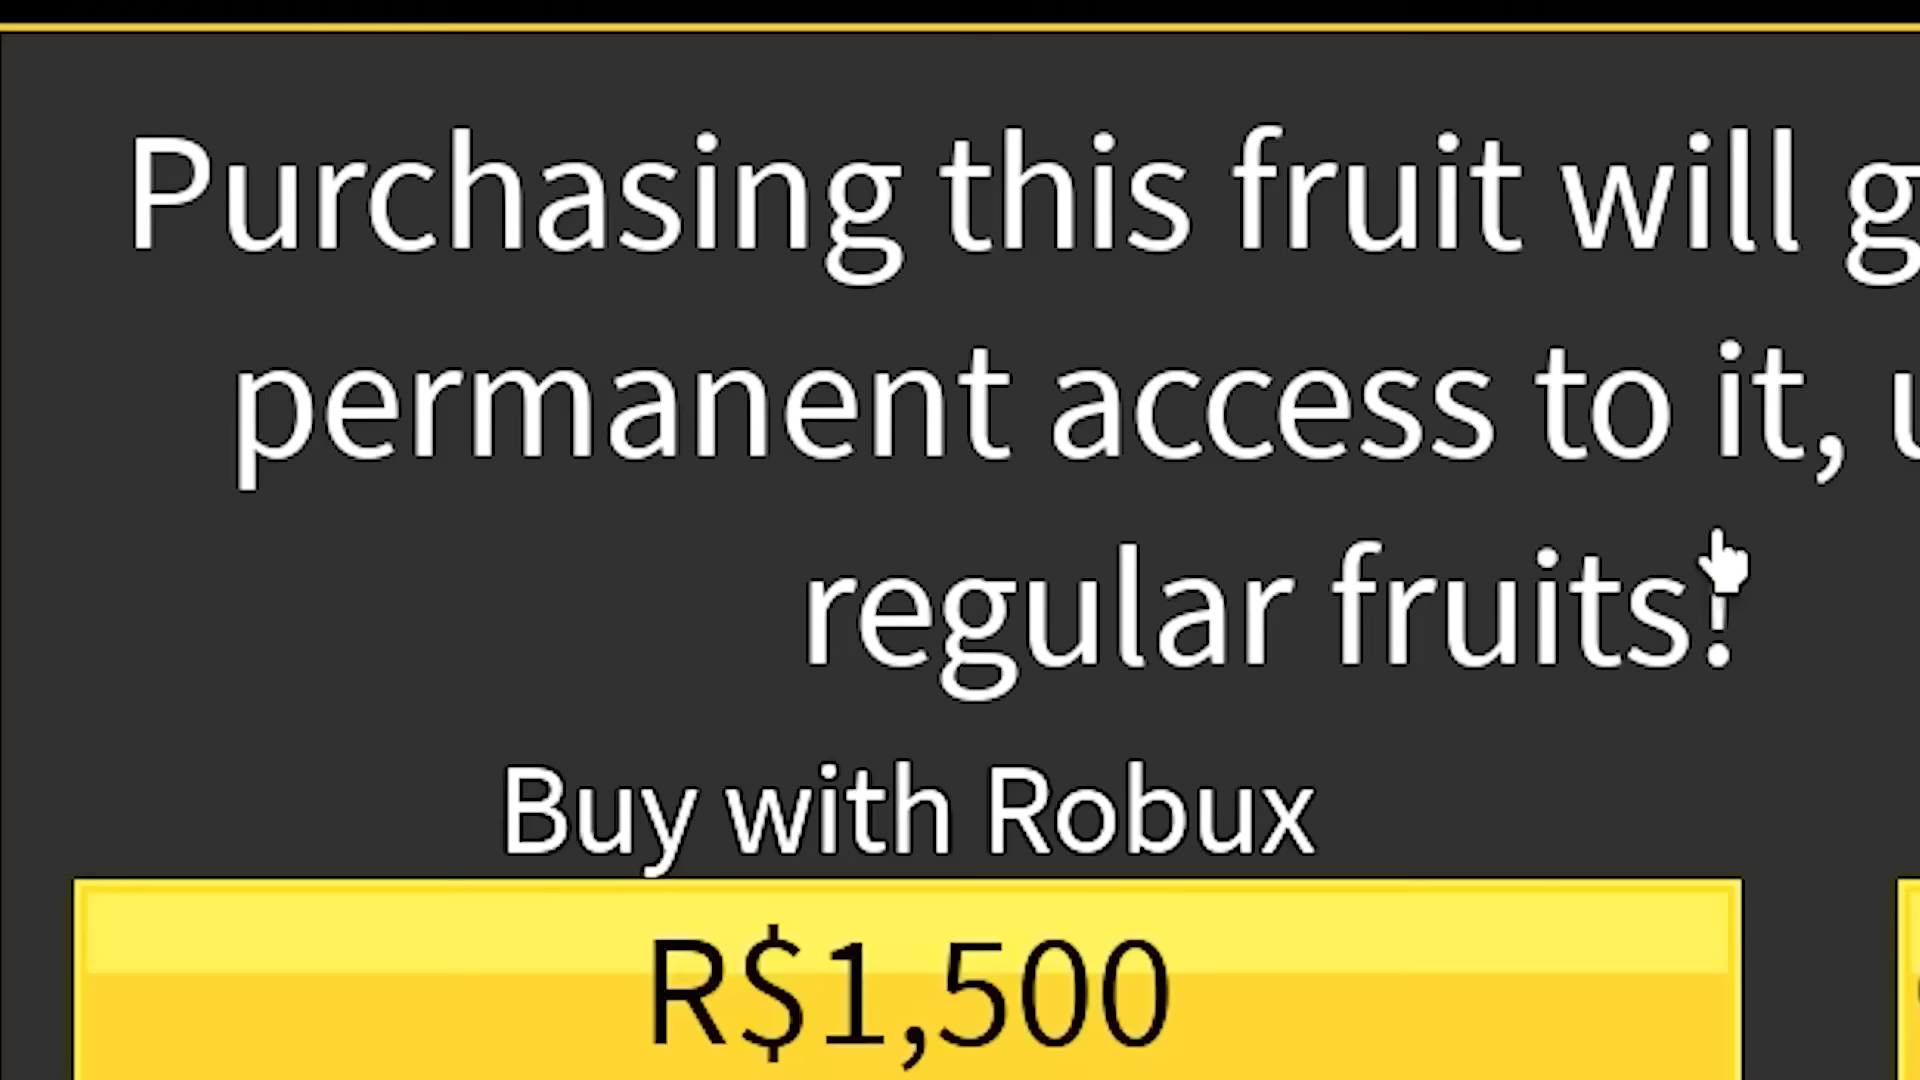 Purchasing this fruit will
permanent access to it,
regular fruits!
Buy with Robux
R$1,500